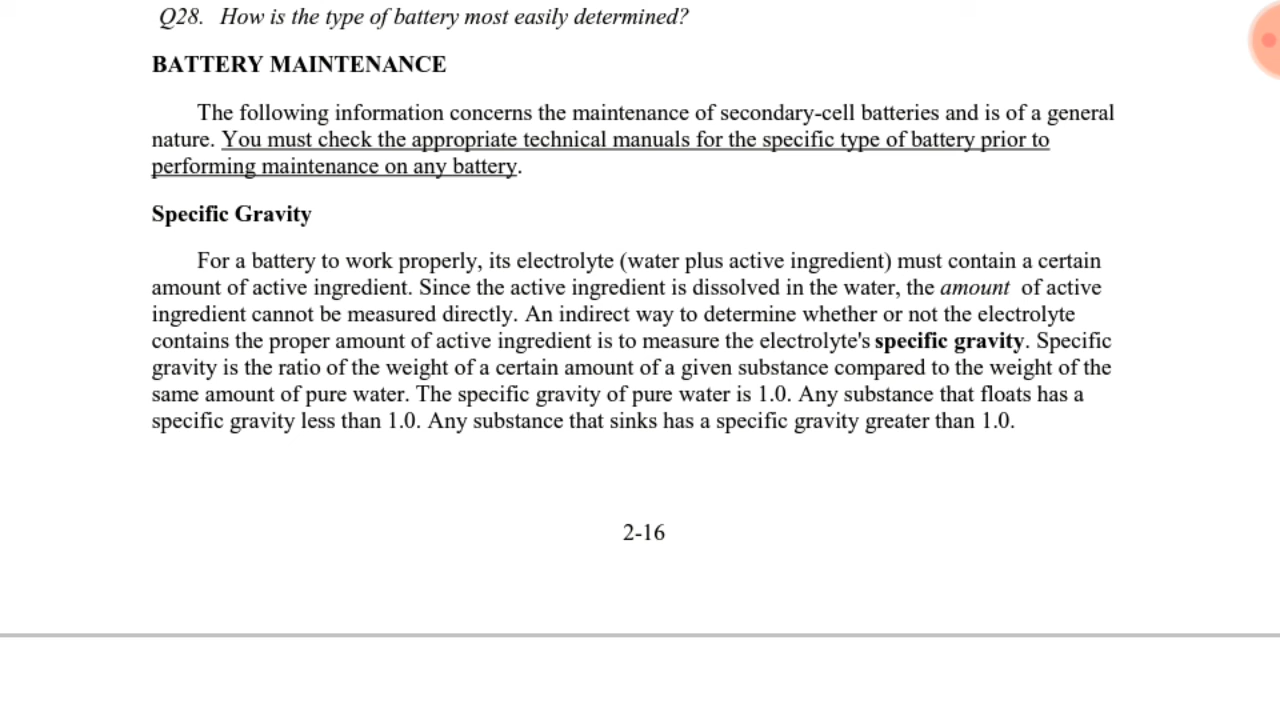 Q28. How is the type of battery most easily determined?
BATTERY MAINTENANCE
The following information concerns the maintenance of secondary-cell batteries and is of a general
nature. You must check the appropriate technical manuals for the specific type of battery prior to
performing maintenance on any battery.
Specific Gravity
For a battery to work properly, its electrolyte (water plus active ingredient) must contain a certain
amount of active ingredient. Since the active ingredient is dissolved in the water, the amount of active
ingredient cannot be measured directly. An indirect way to determine whether or not the electrolyte
contains the proper amount of active ingredient is to measure the electrolyte's specific gravity. Specific
gravity is the ratio of the weight of a certain amount of a given substance compared to the weight of the
same amount of pure water. The specific gravity of pure water is 1.0. Any substance that floats has a
specific gravity less than 1.0. Any substance that sinks has a specific gravity greater than 1.0.
2-16